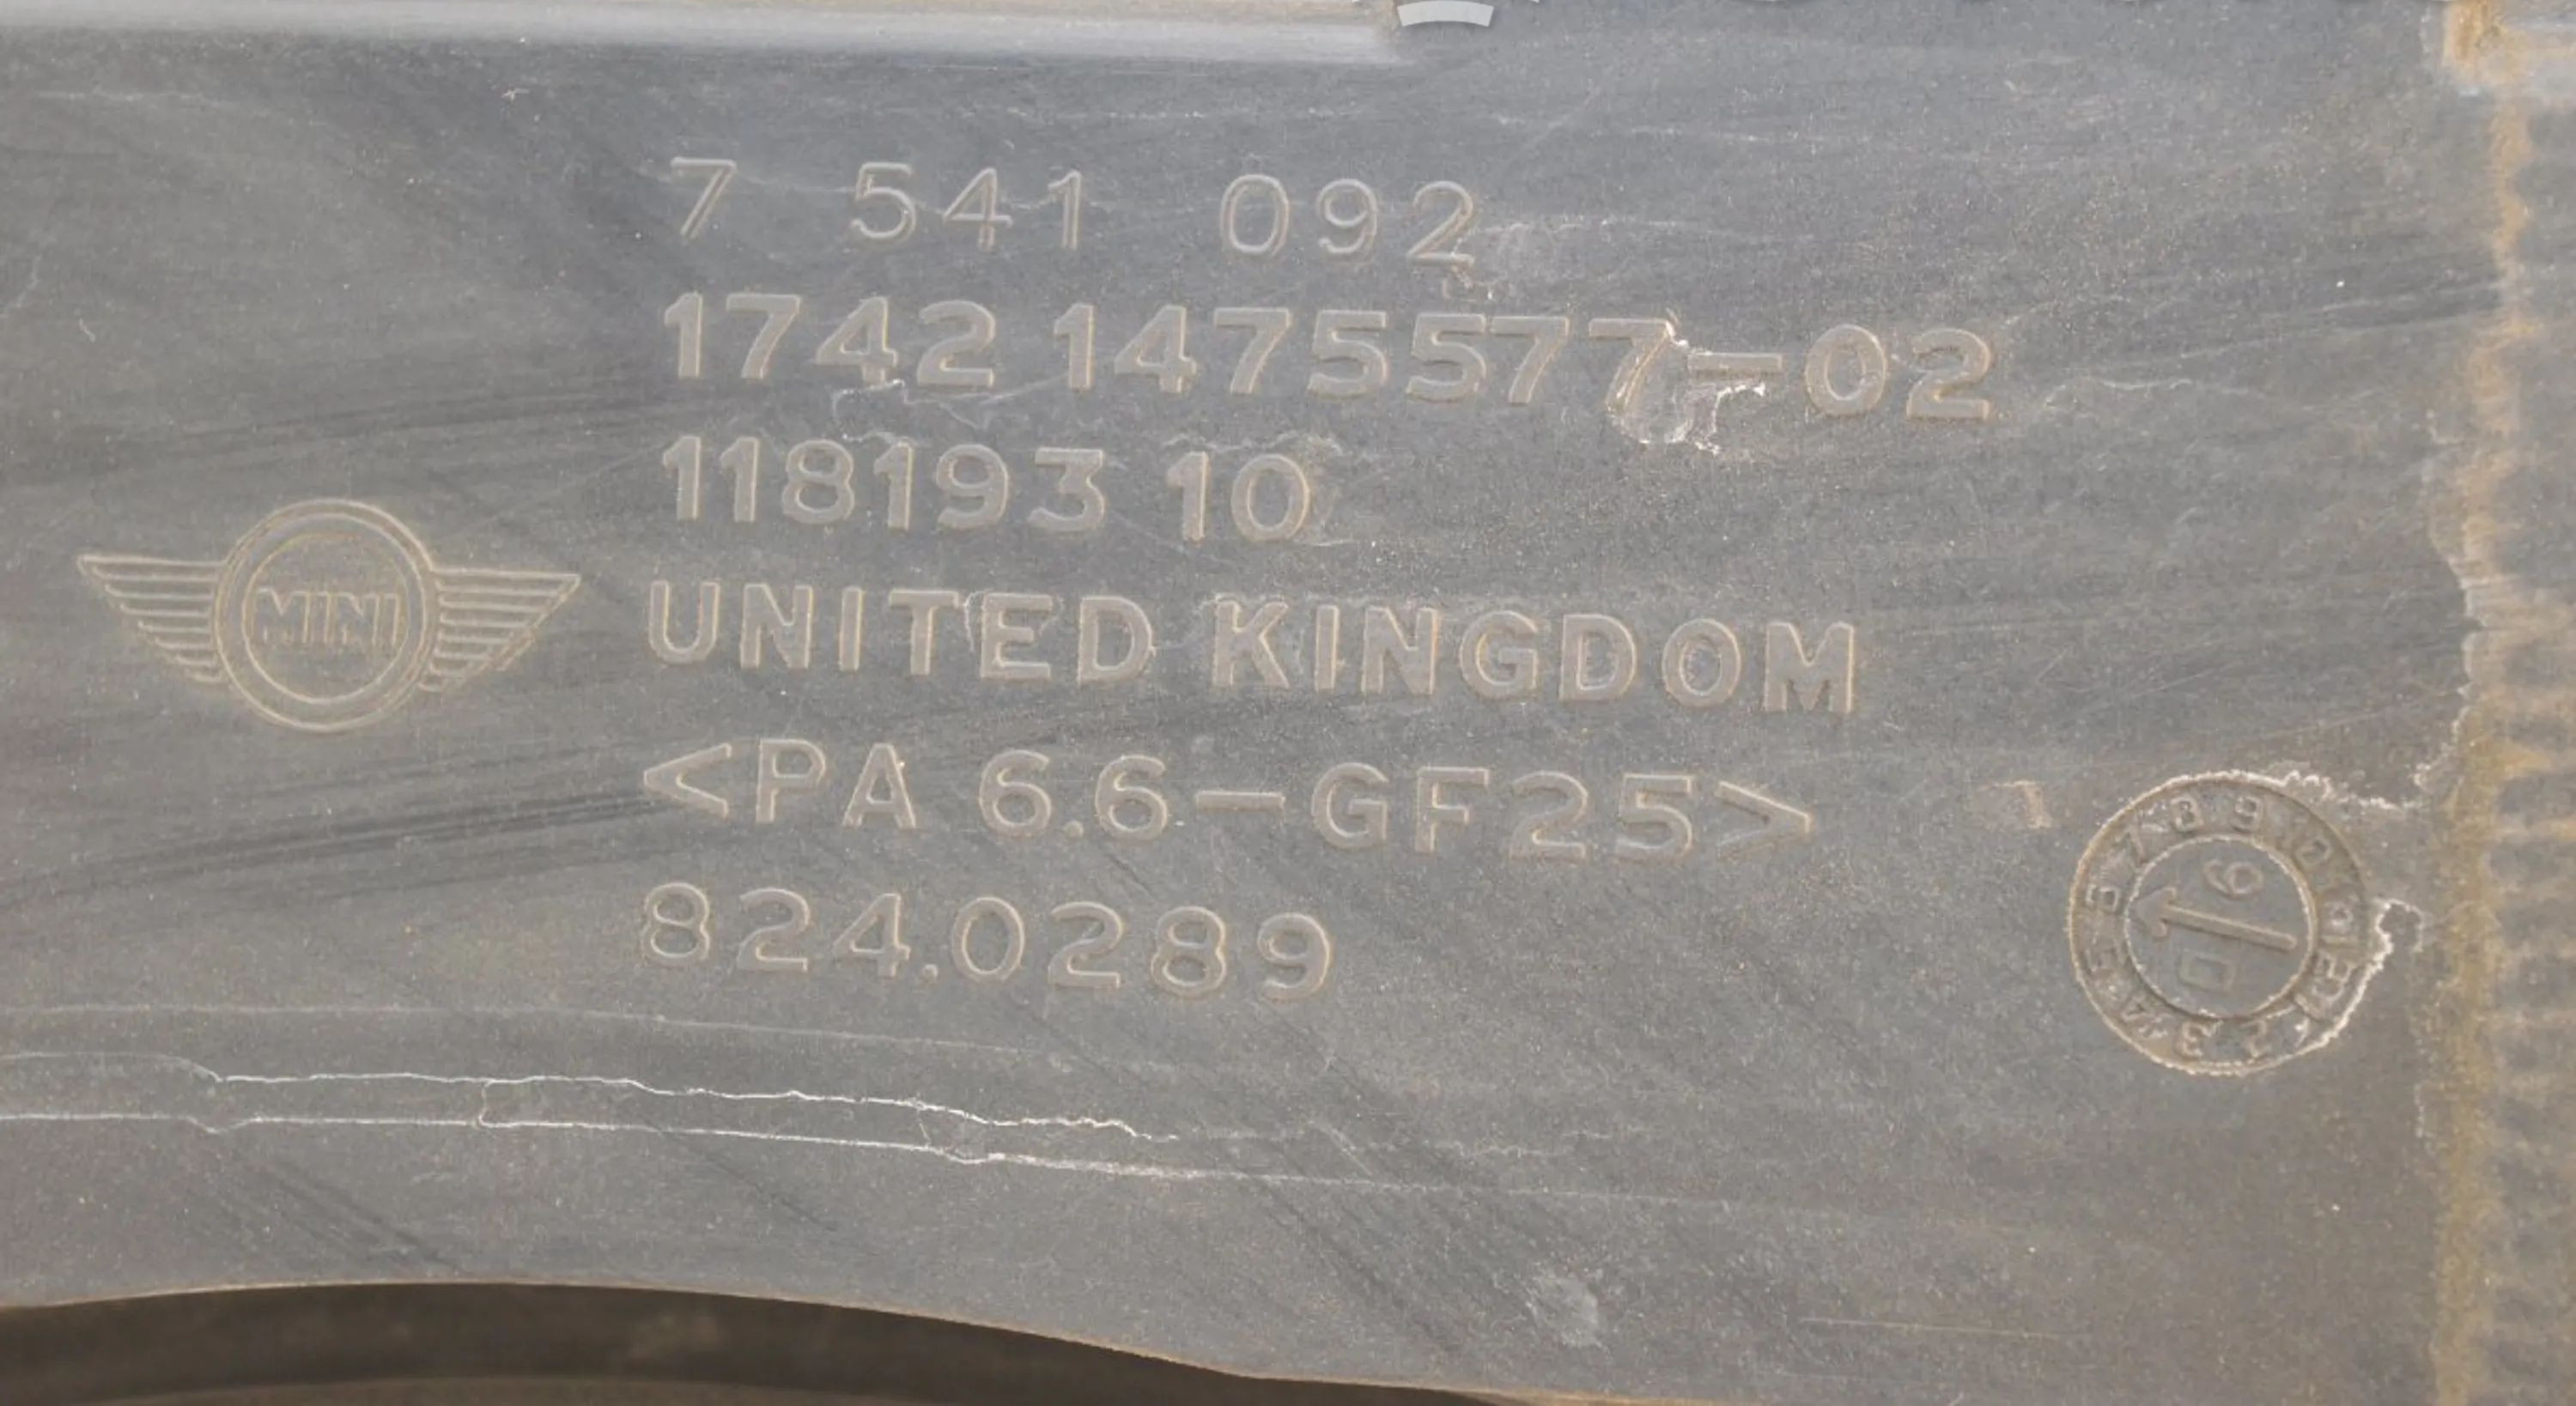 7 541 092
1742 1475577-02
118193 10
MINI
UNITED KINGDOM
<PA 6.6-GF25>
824.0289